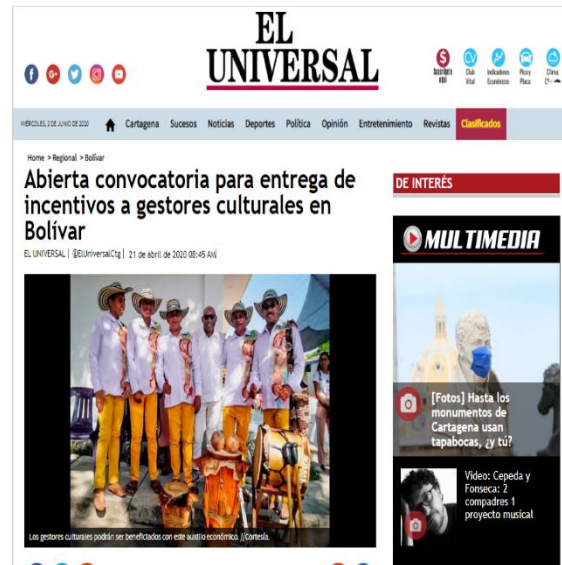 EL
UNIVERSAL
Suscríbete
aquí
Club
Vital
Indicadores
Económicos
Pico y
Placa
Clima
MIÉRCOLES, 3 DE JUNIO DE 2020
Cartagena Sucesos Noticias Deportes Política Opinión Entretenimiento Revistas Clasificados
Home > Regional > Bolívar
Abierta convocatoria para entrega de
incentivos a gestores culturales en
Bolívar
EL UNIVERSAL | @ElUniversalCtg | 21 de abril de 2020 08:45 AM
Los gestores culturales podrán ser beneficiados con este auxilio económico. //Cortesía.
DE INTERÉS
MULTIMEDIA
[Fotos] Hasta los
monumentos de
Cartagena usan
tapabocas, ¿y tú?
Video: Cepeda y
Fonseca: 2
compadres 1
proyecto musical